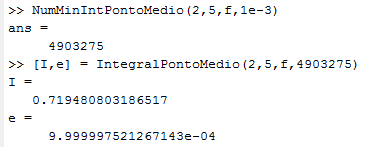 >> NumMinIntPontoMedio(2,5,f,1e-3)
ans =
4903275
>> [I,e] = IntegralPontoMedio(2,5,f,4903275)
I =
0.719480803186517
e =
9.999997521267143e-04